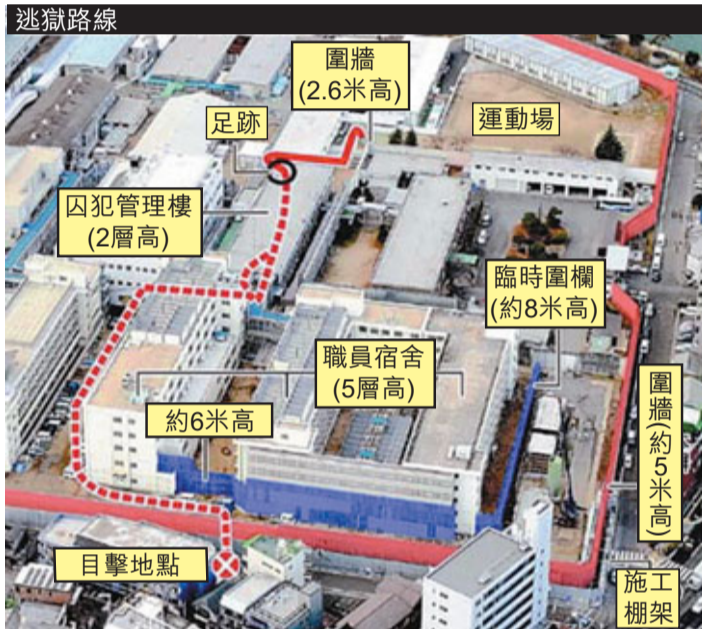 逃獄路線
圍牆
(2.6米高)
足跡
運動場
囚犯管理樓
(2層高)
臨時圍欄
(約8米高)
職員宿舍
(5層高)
約6米高
圍牆(約5米高)
目擊地點
施工
棚架